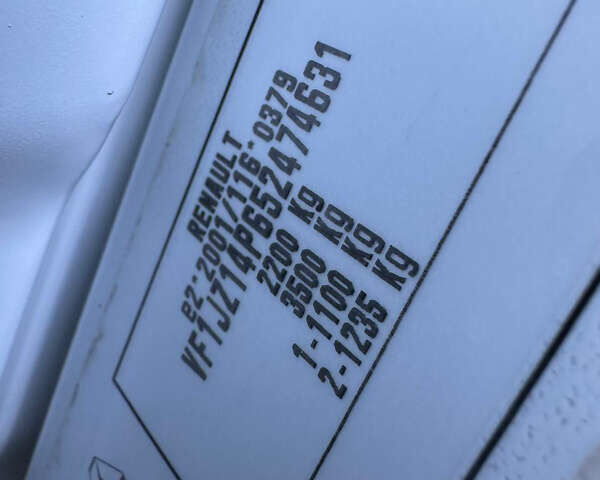 RENAULT
e2-2001/116-0379
VF1JZ14P652474631
2200 Kg
3500 Kg
1-1100 Kg
2-1235 Kg